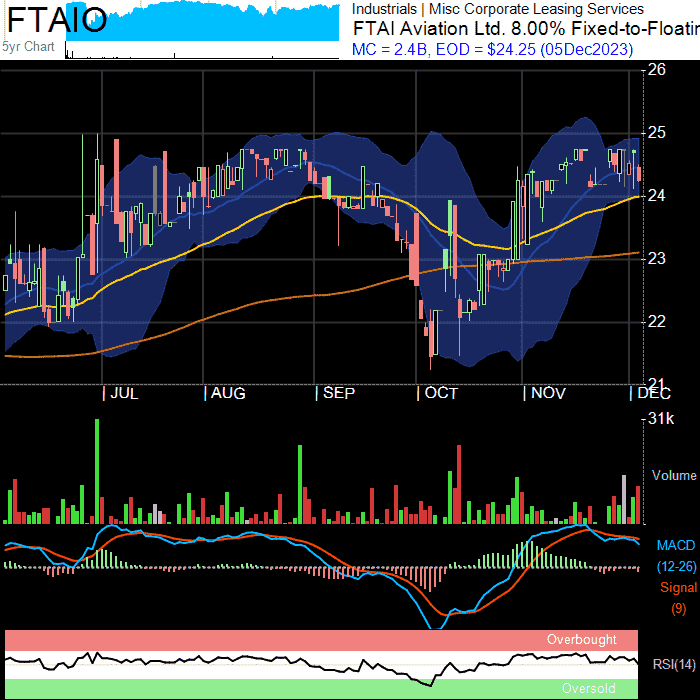 FTAIO
5yr Chart
Industrials | Misc Corporate Leasing Services
FTAI Aviation Ltd. 8.00% Fixed-to-Floatin
MC = 2.4B, EOD = $24.25 (05Dec2023)
26
25
24
23
22
21
JUL
AUG
SEP
OCT
NOV
DEC
31k
Volume
MACD
(12-26)
Signal
(9)
Overbought
RSI(14)
Oversold